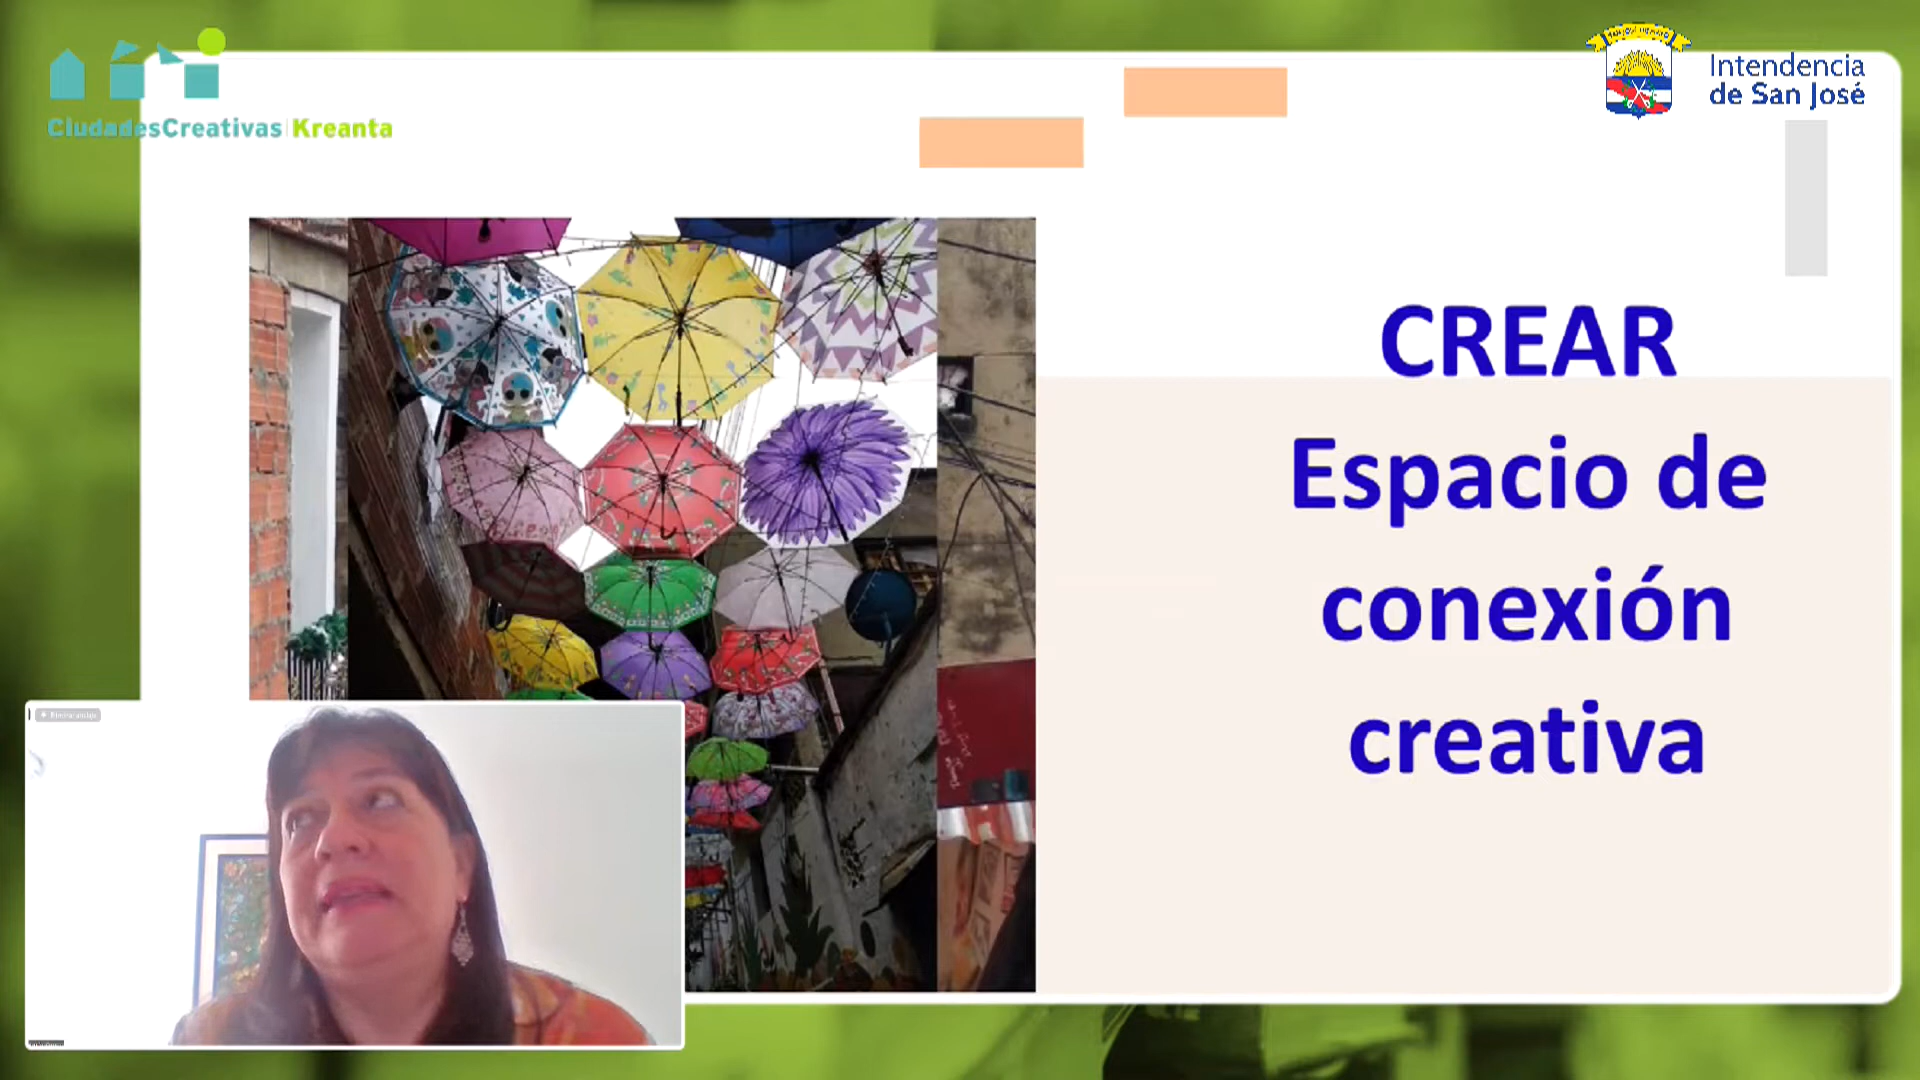 CiudadesCreativas Kreanta
Intendencia
de San José
CREAR
Espacio de
conexión
creativa